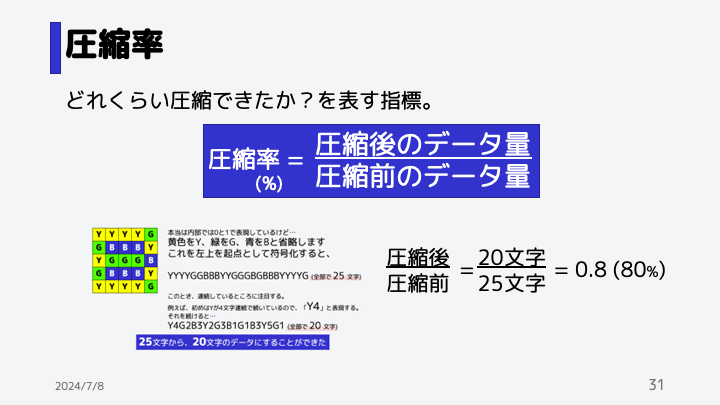 圧縮率
どれくらい圧縮できたか？を表す指標。
圧縮率 = 圧縮後のデータ量
(%) 圧縮前のデータ量
Y Y Y Y G
G B B B Y
Y G G G B
G B B B Y
Y Y Y Y G
本当は内部では0と1で表現しているけど…
黄色をY、緑をG、青をBと省略します
これを左上を起点として符号化すると、
YYYYGGBBBYYGGGBGBBBYYYYG (全部で 25 文字)
このとき、連続しているところに注目する。
例えば、初めはYが4文字連続で続いているので、「Y4」と表現する。
それを続けると…
Y4G2B3Y2G3B1G1B3Y5G1 (全部で 20 文字)
25文字から、20文字のデータにすることができた
圧縮後 = 20文字 = 0.8 (80%)
圧縮前 25文字
2024/7/8
31